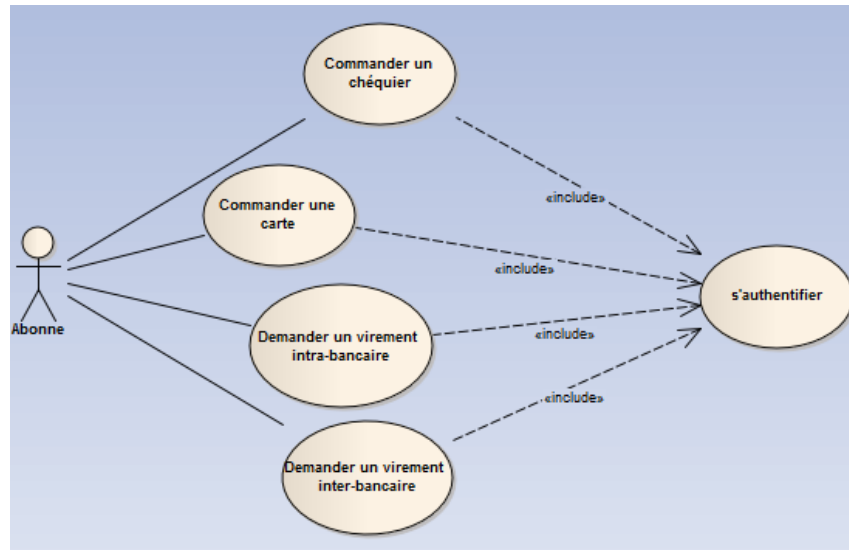 Commander un
chéquier
Commander une
carte
Demander un virement
intra-bancaire
Demander un virement
inter-bancaire
s'authentifier
Abonne
«include»
«include»
«include»
«include»